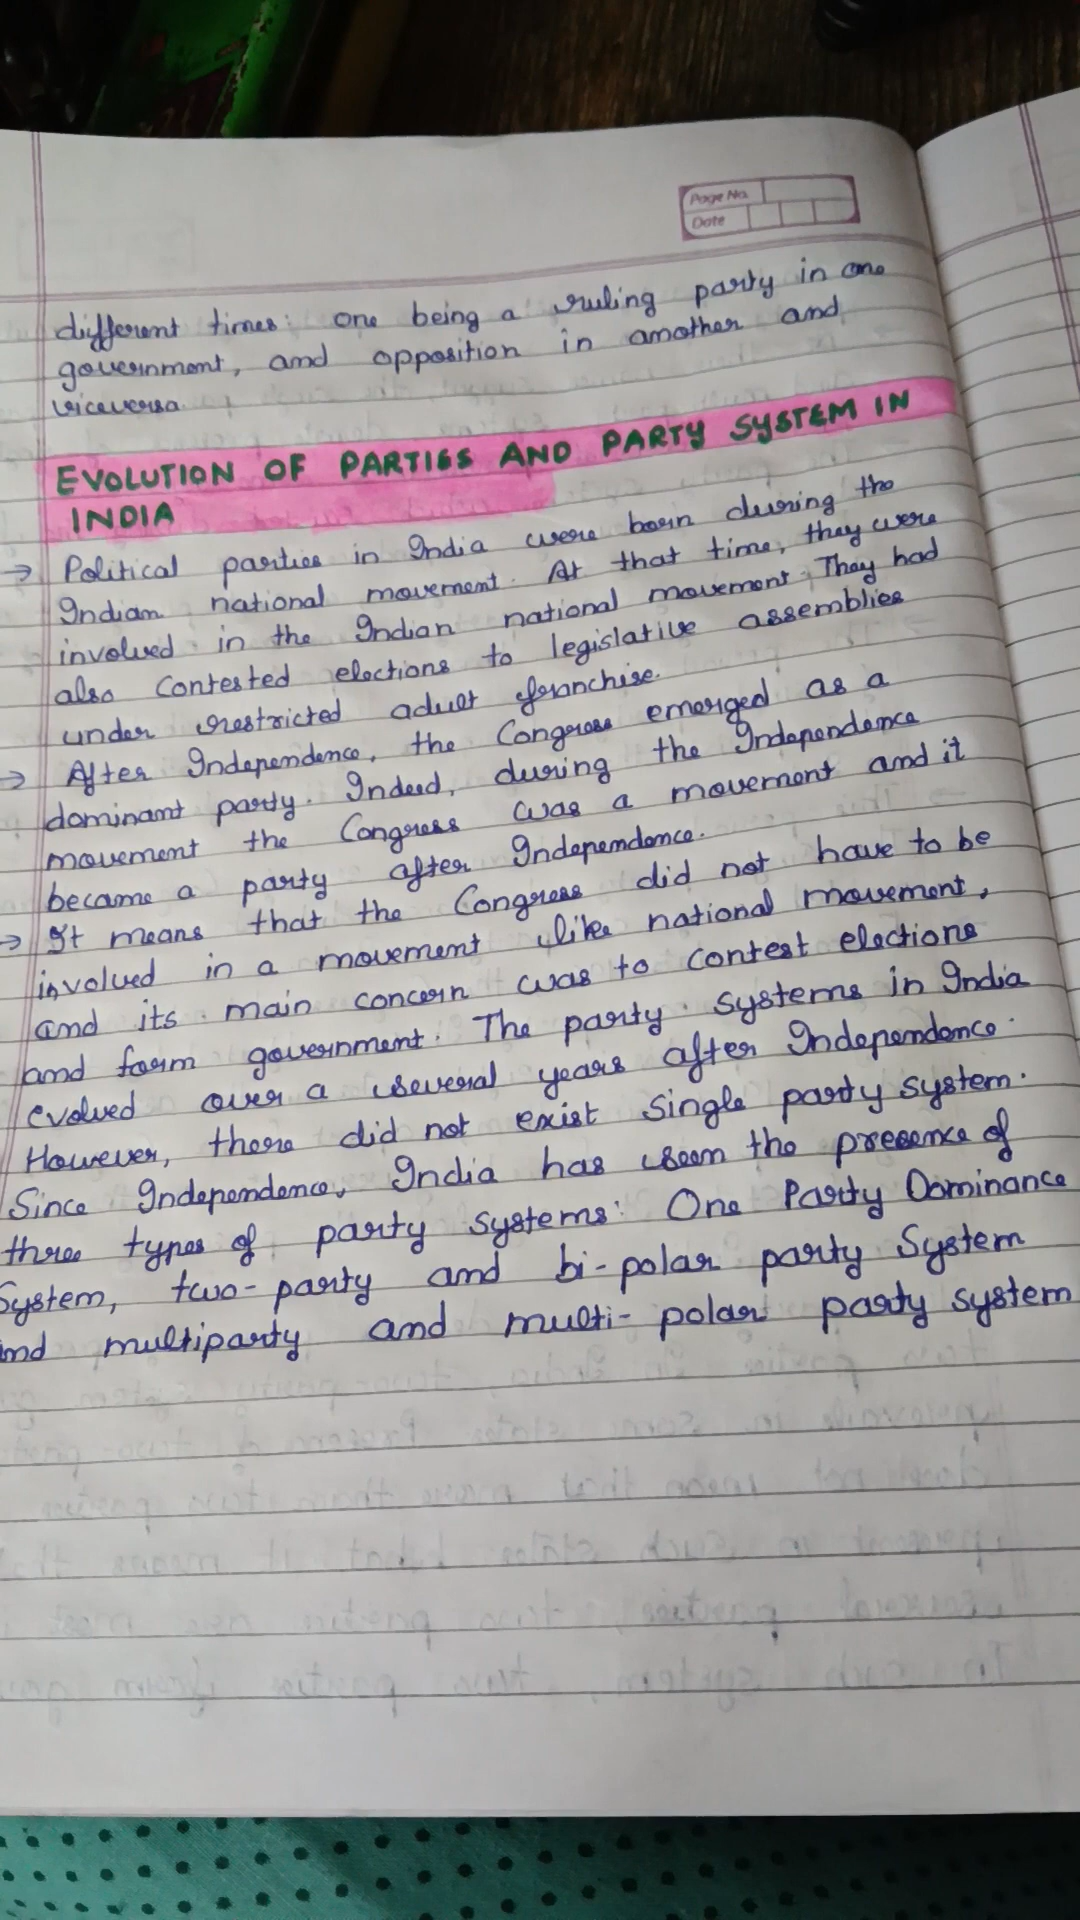 Page No.
Date
different times: one being a ruling party in one
government, and opposition in another and
viceversa.
EVOLUTION OF PARTIES AND PARTY SYSTEM IN
INDIA
→ Political parties in India were born during the
Indian national movement. At that time, they were
involved in the Indian national movement. They had
also contested elections to legislative assemblies
under restricted adult franchise.
→ After Independence, the Congress emerged as a
dominant party. Indeed, during the Independence
movement the Congress was a movement and it
became a party after Independence.
→ It means that the Congress did not have to be
involved in a movement like national movement,
and its main concern was to contest elections
and form government. The party systems in India
evolved over a several years after Independence.
However, there did not exist single party system.
Since Independence, India has seen the presence of
three types of party systems: One Party Dominance
System, two-party and bi-polar party System
and multiparty and multi-polar party system